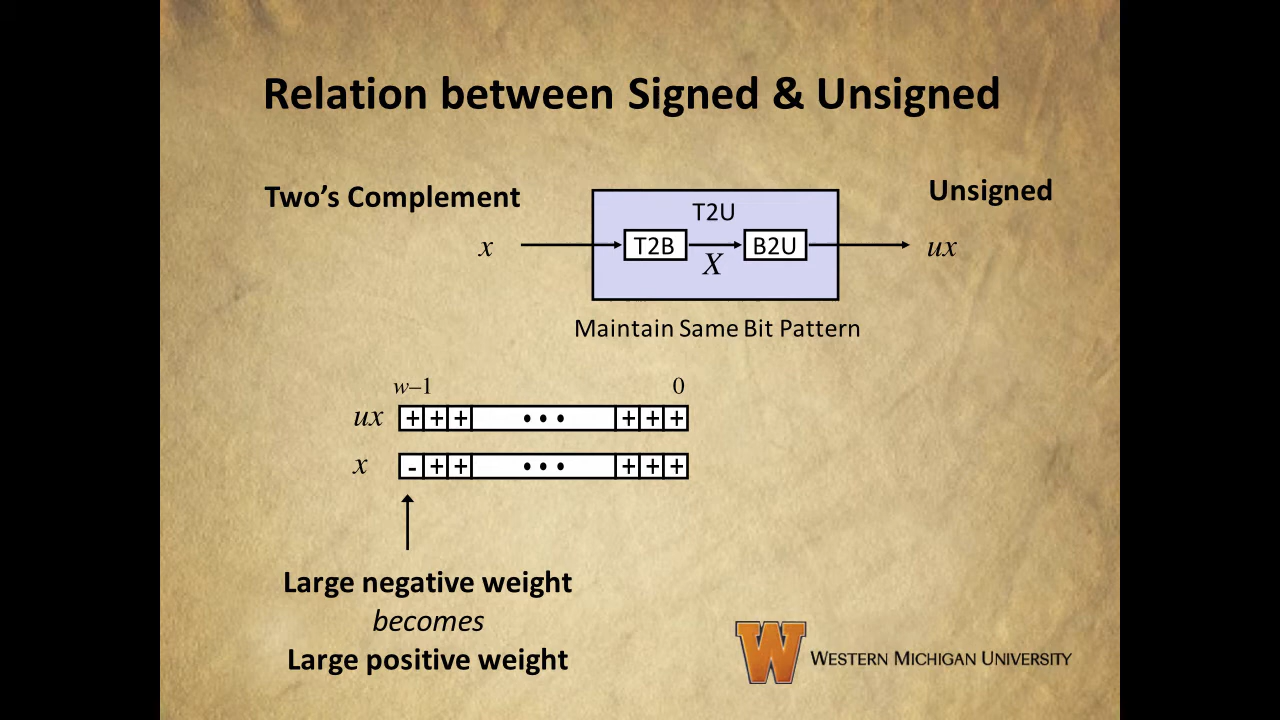 Relation between Signed & Unsigned
Two's Complement
Unsigned
T2U
x
T2B
B2U
ux
X
Maintain Same Bit Pattern
w–1
0
ux
+ + + • • • + + +
x
- + + • • • + + +
Large negative weight
becomes
Large positive weight
W
WESTERN MICHIGAN UNIVERSITY